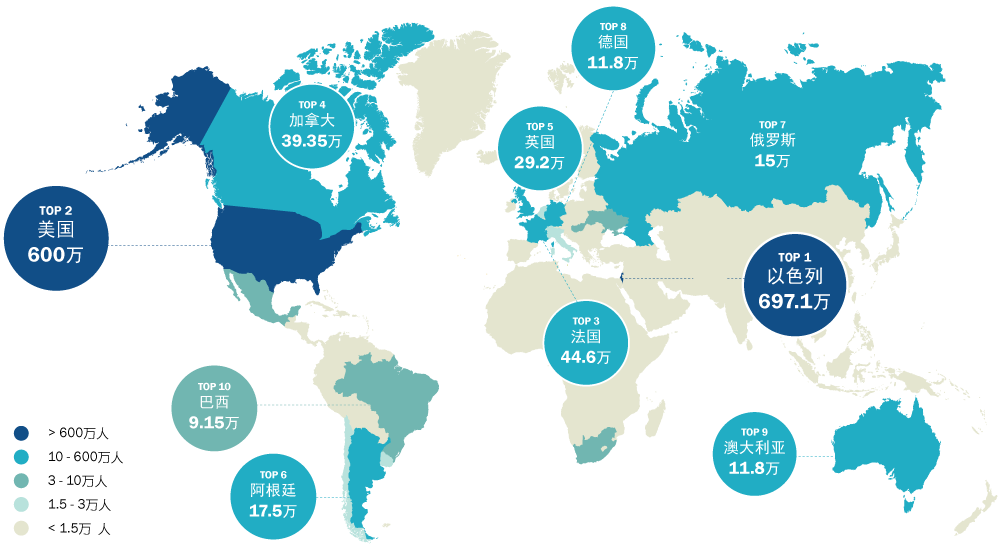 TOP 8
德国
11.8万
TOP 4
加拿大
39.35万
TOP 5
英国
29.2万
TOP 7
俄罗斯
15万
TOP 2
美国
600万
TOP 1
以色列
697.1万
TOP 3
法国
44.6万
TOP 10
巴西
9.15万
TOP 9
澳大利亚
11.8万
TOP 6
阿根廷
17.5万
> 600万人
10 - 600万人
3 - 10万人
1.5 - 3万人
< 1.5万 人